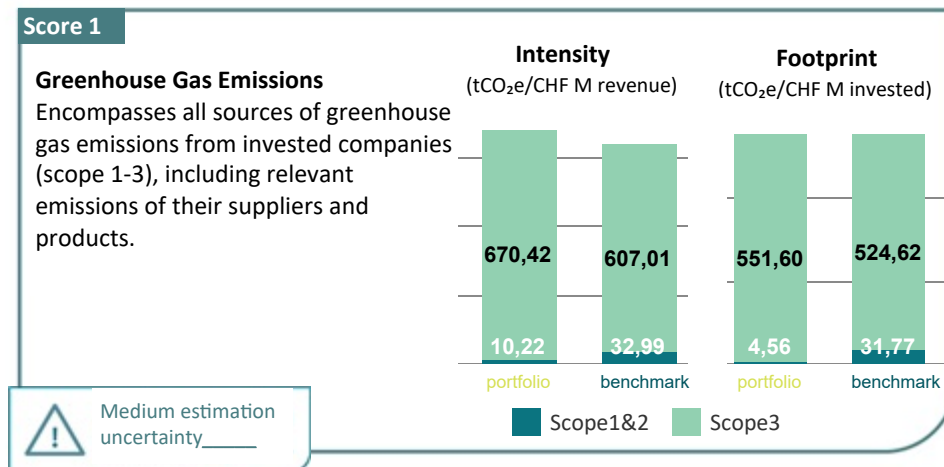 Score 1
Greenhouse Gas Emissions
Encompasses all sources of greenhouse
gas emissions from invested companies
(scope 1-3), including relevant
emissions of their suppliers and
products.
Medium estimation
uncertainty_____
!
Intensity
(tCO₂e/CHF M revenue)
670,42
607,01
10,22
32,99
portfolio
benchmark
Footprint
(tCO₂e/CHF M invested)
551,60
524,62
4,56
31,77
portfolio
benchmark
Scope1&2
Scope3